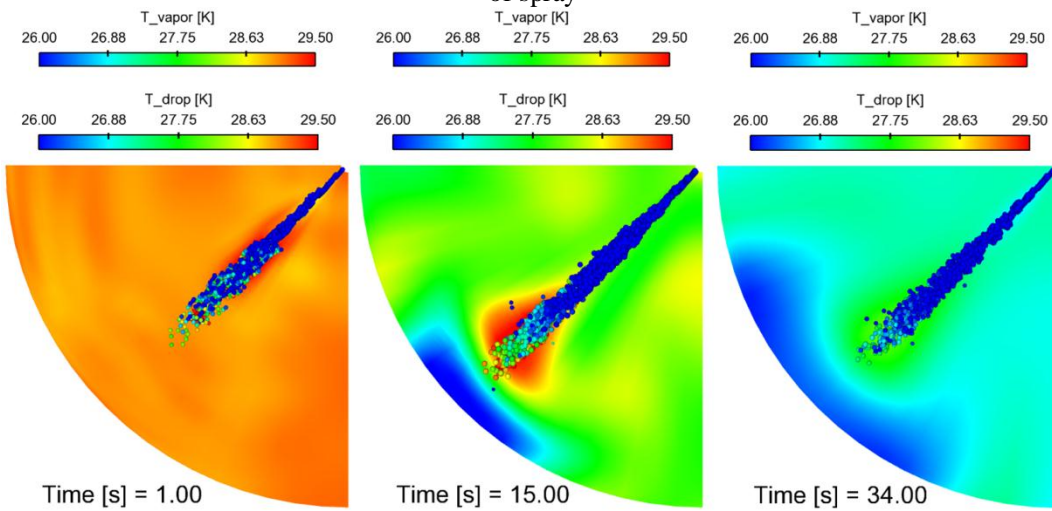 of spray
T_vapor [K]
26.00 26.88 27.75 28.63 29.50
T_drop [K]
26.00 26.88 27.75 28.63 29.50
Time [s] = 1.00
T_vapor [K]
26.00 26.88 27.75 28.63 29.50
T_drop [K]
26.00 26.88 27.75 28.63 29.50
Time [s] = 15.00
T_vapor [K]
26.00 26.88 27.75 28.63 29.50
T_drop [K]
26.00 26.88 27.75 28.63 29.50
Time [s] = 34.00